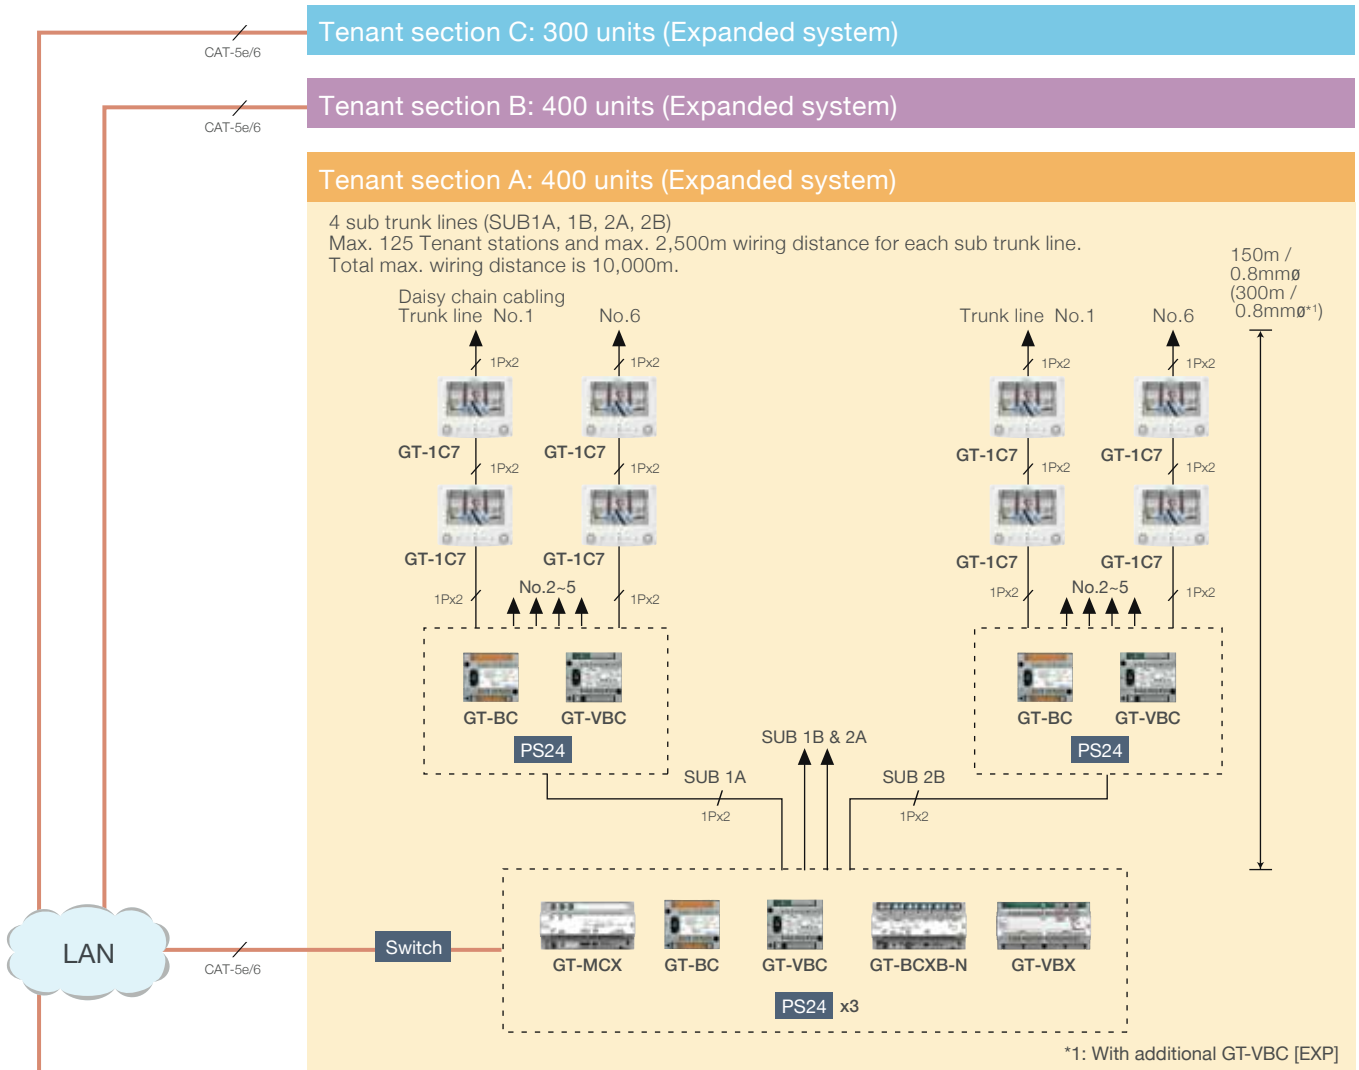 Tenant section C: 300 units (Expanded system)
CAT-5e/6
Tenant section B: 400 units (Expanded system)
CAT-5e/6
Tenant section A: 400 units (Expanded system)
4 sub trunk lines (SUB1A, 1B, 2A, 2B)
Max. 125 Tenant stations and max. 2,500m wiring distance for each sub trunk line.
Total max. wiring distance is 10,000m.
150m /
0.8mmø
(300m /
0.8mmø*1)
Daisy chain cabling
Trunk line No.1 No.6 Trunk line No.1 No.6
1Px2 1Px2 1Px2 1Px2
GT-1C7 GT-1C7 GT-1C7 GT-1C7
1Px2 1Px2 1Px2 1Px2
GT-1C7 GT-1C7 GT-1C7 GT-1C7
No.2~5 No.2~5
1Px2 1Px2 1Px2 1Px2
GT-BC GT-VBC GT-BC GT-VBC
PS24 PS24
SUB 1B & 2A
SUB 1A SUB 2B
1Px2 1Px2
LAN
CAT-5e/6
Switch
GT-MCX GT-BC GT-VBC GT-BCXB-N GT-VBX
PS24 x3
*1: With additional GT-VBC [EXP]